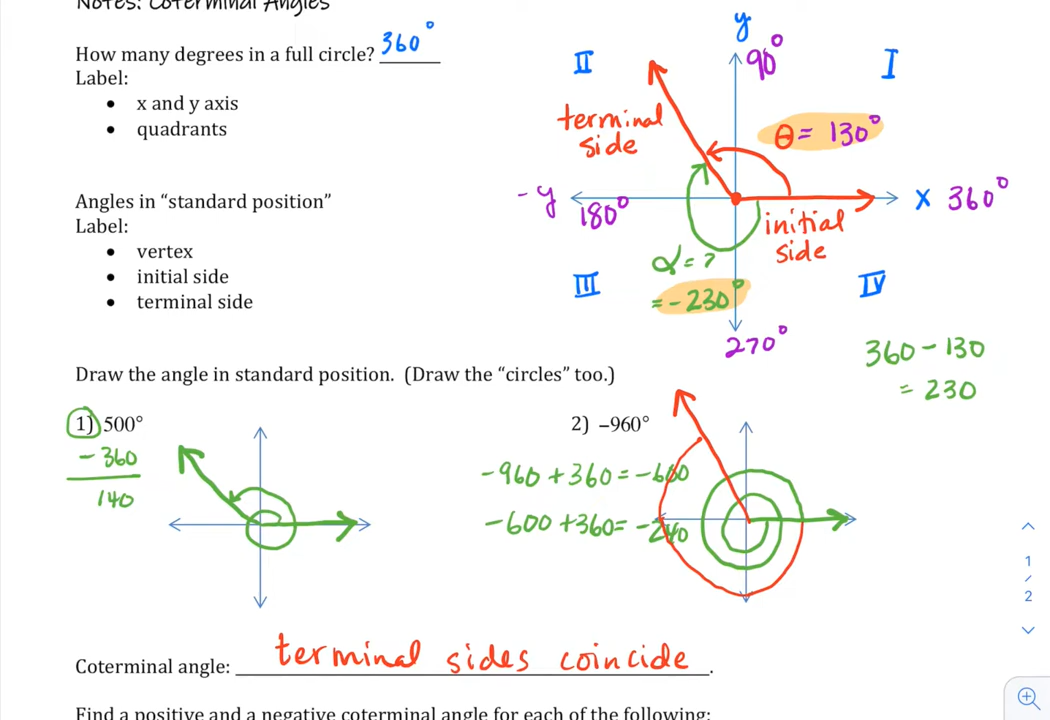 Notes: Coterminal Angles
How many degrees in a full circle? 360°
Label:
• x and y axis
• quadrants
Angles in “standard position”
Label:
• vertex
• initial side
• terminal side
y
90°
II
I
terminal
side
θ = 130°
-y
180°
x 360°
initial
side
α = ?
= -230°
III
IV
270°
360 - 130
= 230
Draw the angle in standard position. (Draw the “circles” too.)
1) 500°
- 360
140
2) −960°
-960 + 360 = -600
-600 + 360 = -240
Coterminal angle: terminal sides coincide.
Find a positive and a negative coterminal angle for each of the following:
1
/
2